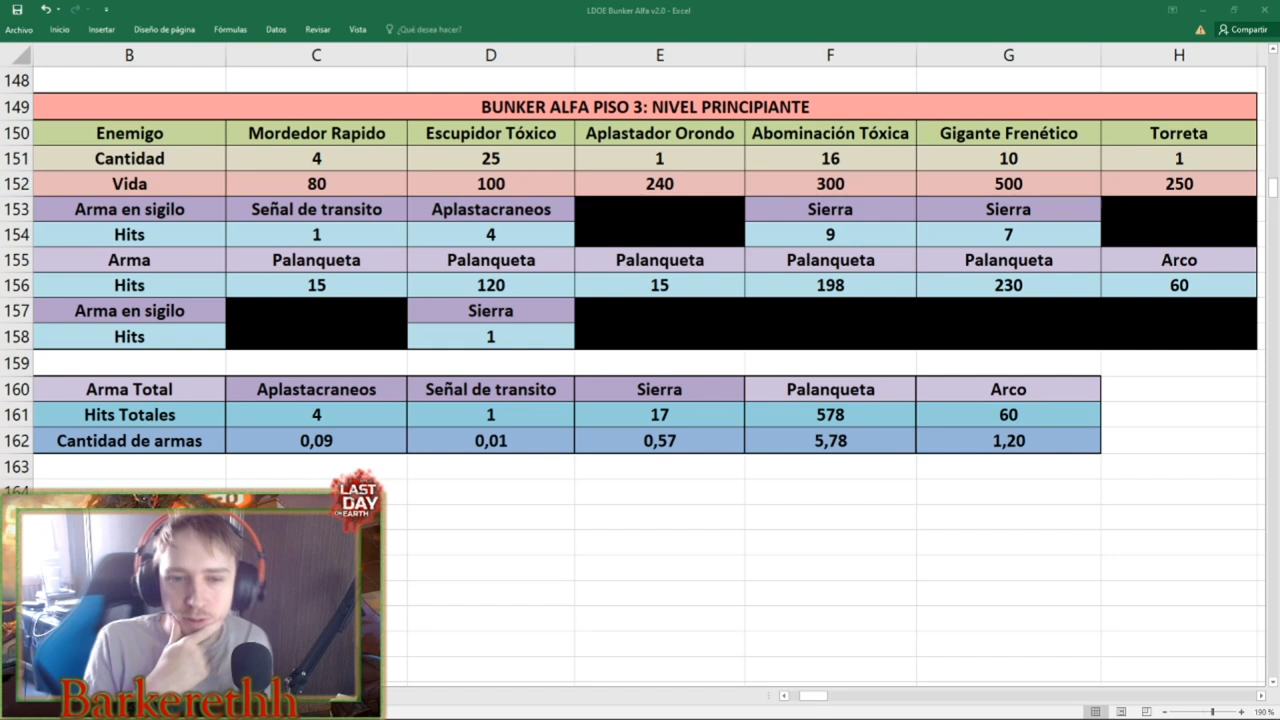 LDOE Bunker Alfa v2.0 - Excel
Archivo Inicio Insertar Diseño de página Fórmulas Datos Revisar Vista ¿Qué desea hacer? Compartir
B C D E F G H
148
149 BUNKER ALFA PISO 3: NIVEL PRINCIPIANTE
150 Enemigo Mordedor Rapido Escupidor Tóxico Aplastador Orondo Abominación Tóxica Gigante Frenético Torreta
151 Cantidad 4 25 1 16 10 1
152 Vida 80 100 240 300 500 250
153 Arma en sigilo Señal de transito Aplastacraneos Sierra Sierra
154 Hits 1 4 9 7
155 Arma Palanqueta Palanqueta Palanqueta Palanqueta Palanqueta Arco
156 Hits 15 120 15 198 230 60
157 Arma en sigilo Sierra
158 Hits 1
159
160 Arma Total Aplastacraneos Señal de transito Sierra Palanqueta Arco
161 Hits Totales 4 1 17 578 60
162 Cantidad de armas 0,09 0,01 0,57 5,78 1,20
163
164
LAST
DAY
ON EARTH
Barkerethh
190 %